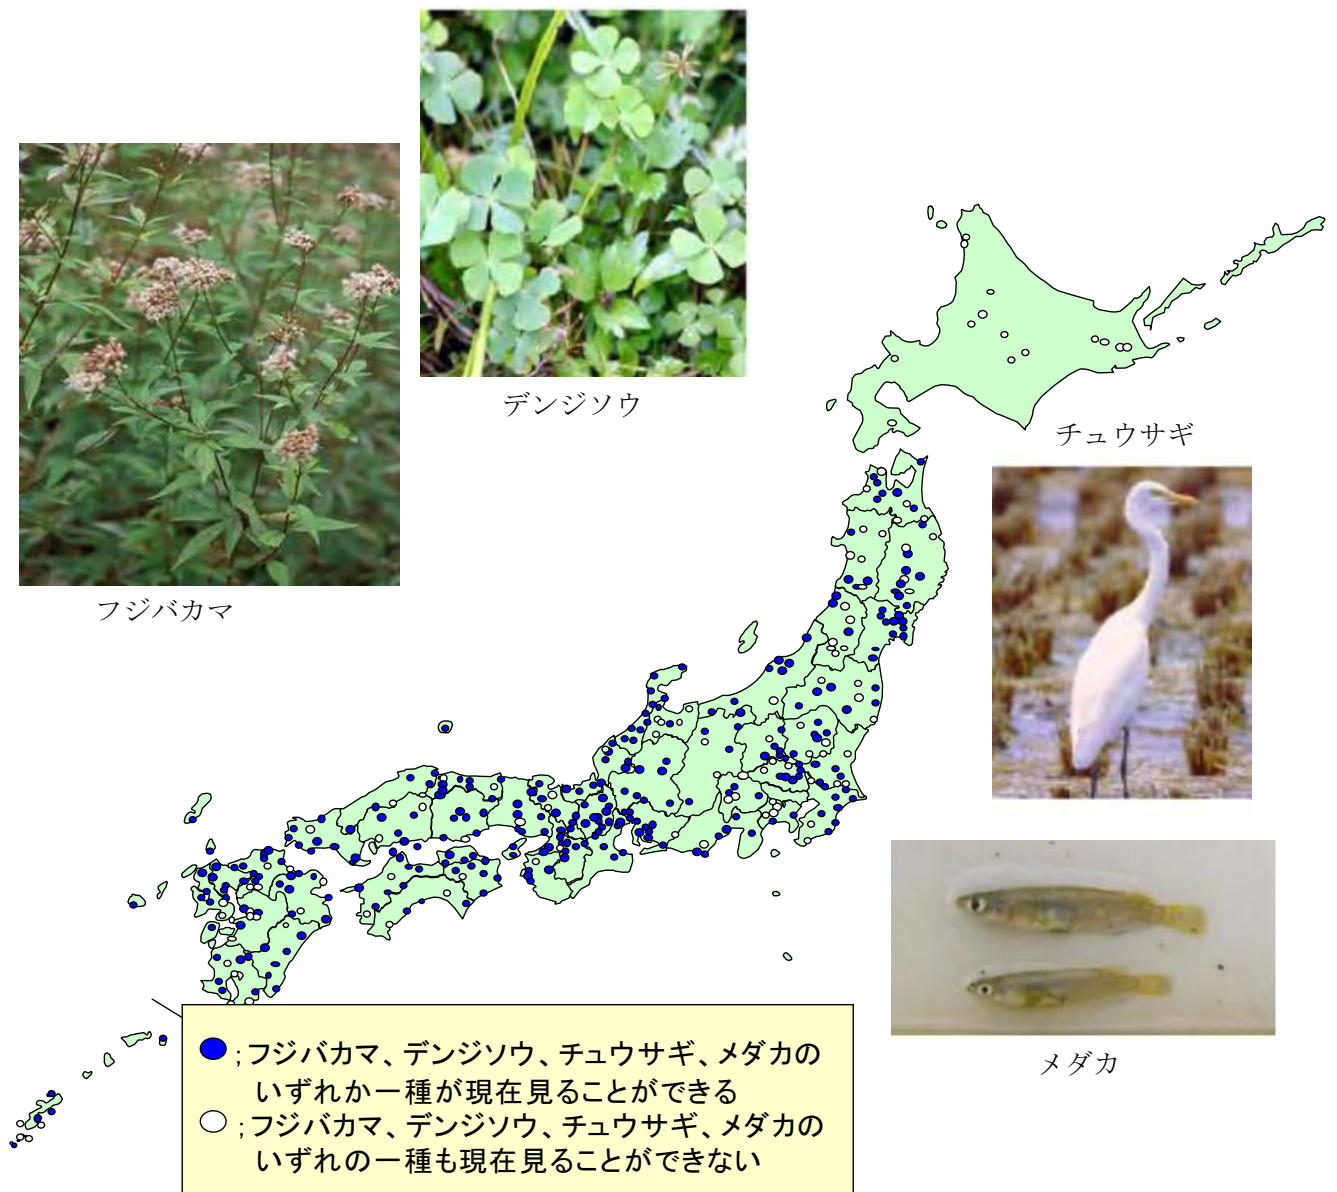 デンジソウ
チュウサギ
フジバカマ
メダカ
;フジバカマ、デンジソウ、チュウサギ、メダカの
いずれか一種が現在見ることができる
;フジバカマ、デンジソウ、チュウサギ、メダカの
いずれの一種も現在見ることができない